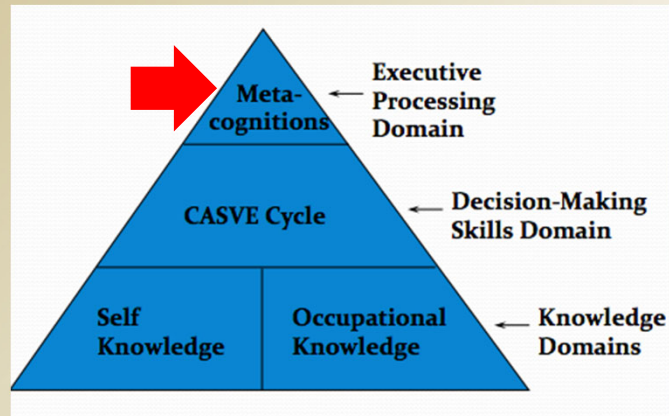 Meta-
cognitions
Executive
Processing
Domain
CASVE Cycle
Decision-Making
Skills Domain
Self
Knowledge
Occupational
Knowledge
Knowledge
Domains